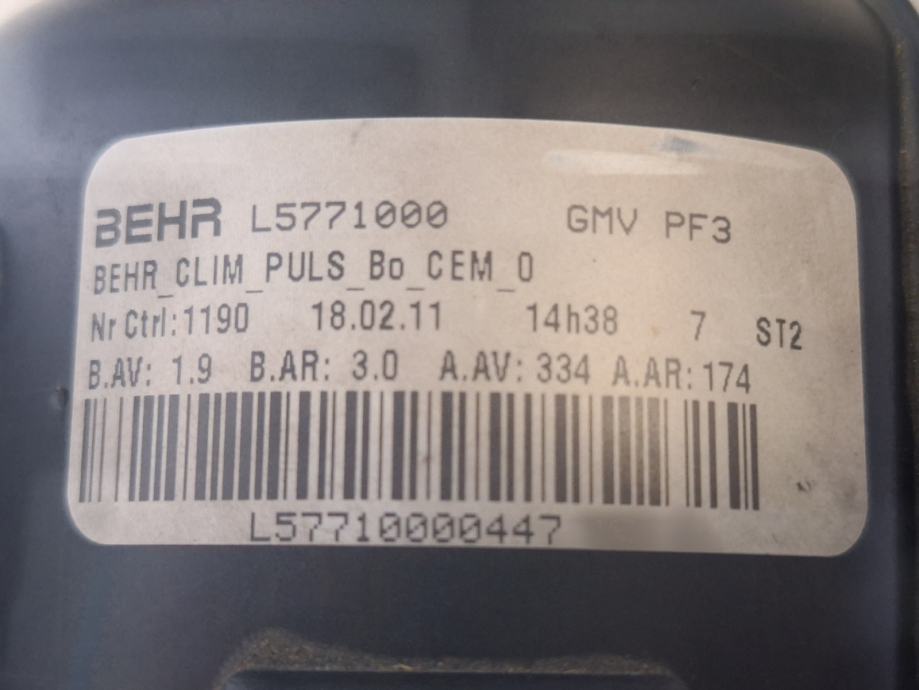 BEHR L5771000 GMV PF3
BEHR_CLIM_PULS_Bo_CEM_0
Nr Ctrl:1190 18.02.11 14h38 7 ST2
B.AV: 1.9 B.AR: 3.0 A.AV: 334 A.AR: 174
L57710000447